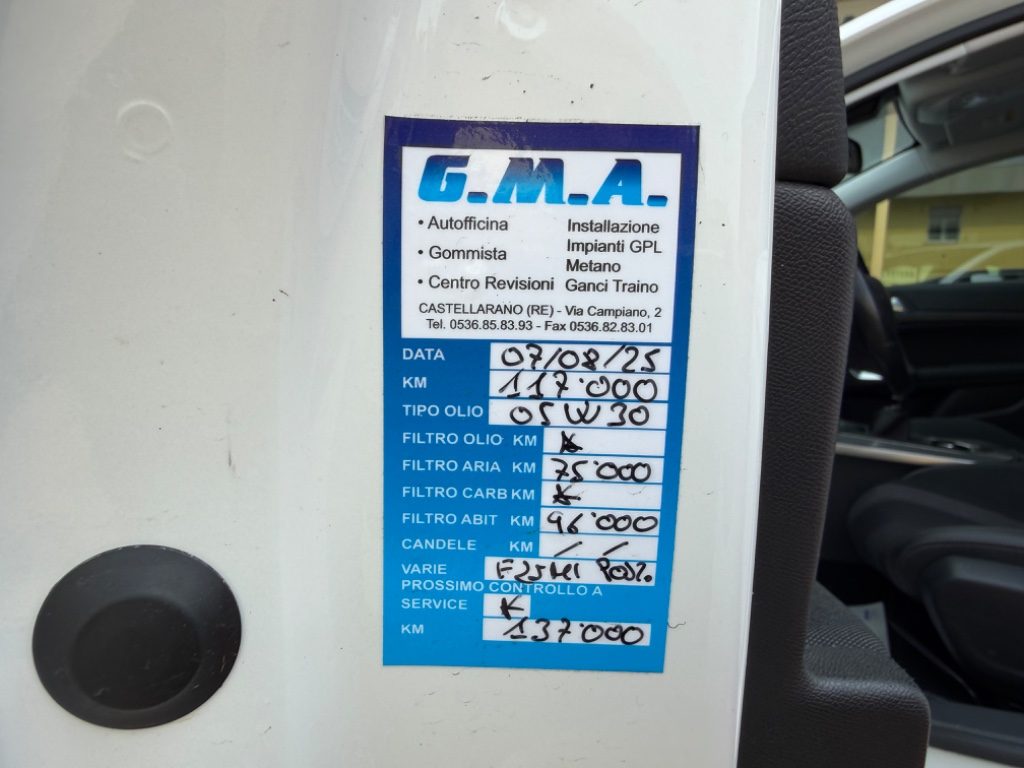 G.M.A.
• Autofficina
• Gommista
• Centro Revisioni
Installazione
Impianti GPL
Metano
Ganci Traino
CASTELLARANO (RE) - Via Campiano, 2
Tel. 0536.85.83.93 - Fax 0536.82.83.01
DATA 07/08/25
KM 117.000
TIPO OLIO 05W30
FILTRO OLIO KM
FILTRO ARIA KM 75.000
FILTRO CARB KM
FILTRO ABIT KM 96.000
CANDELE KM / /
VARIE
PROSSIMO CONTROLLO A
SERVICE
KM 137.000